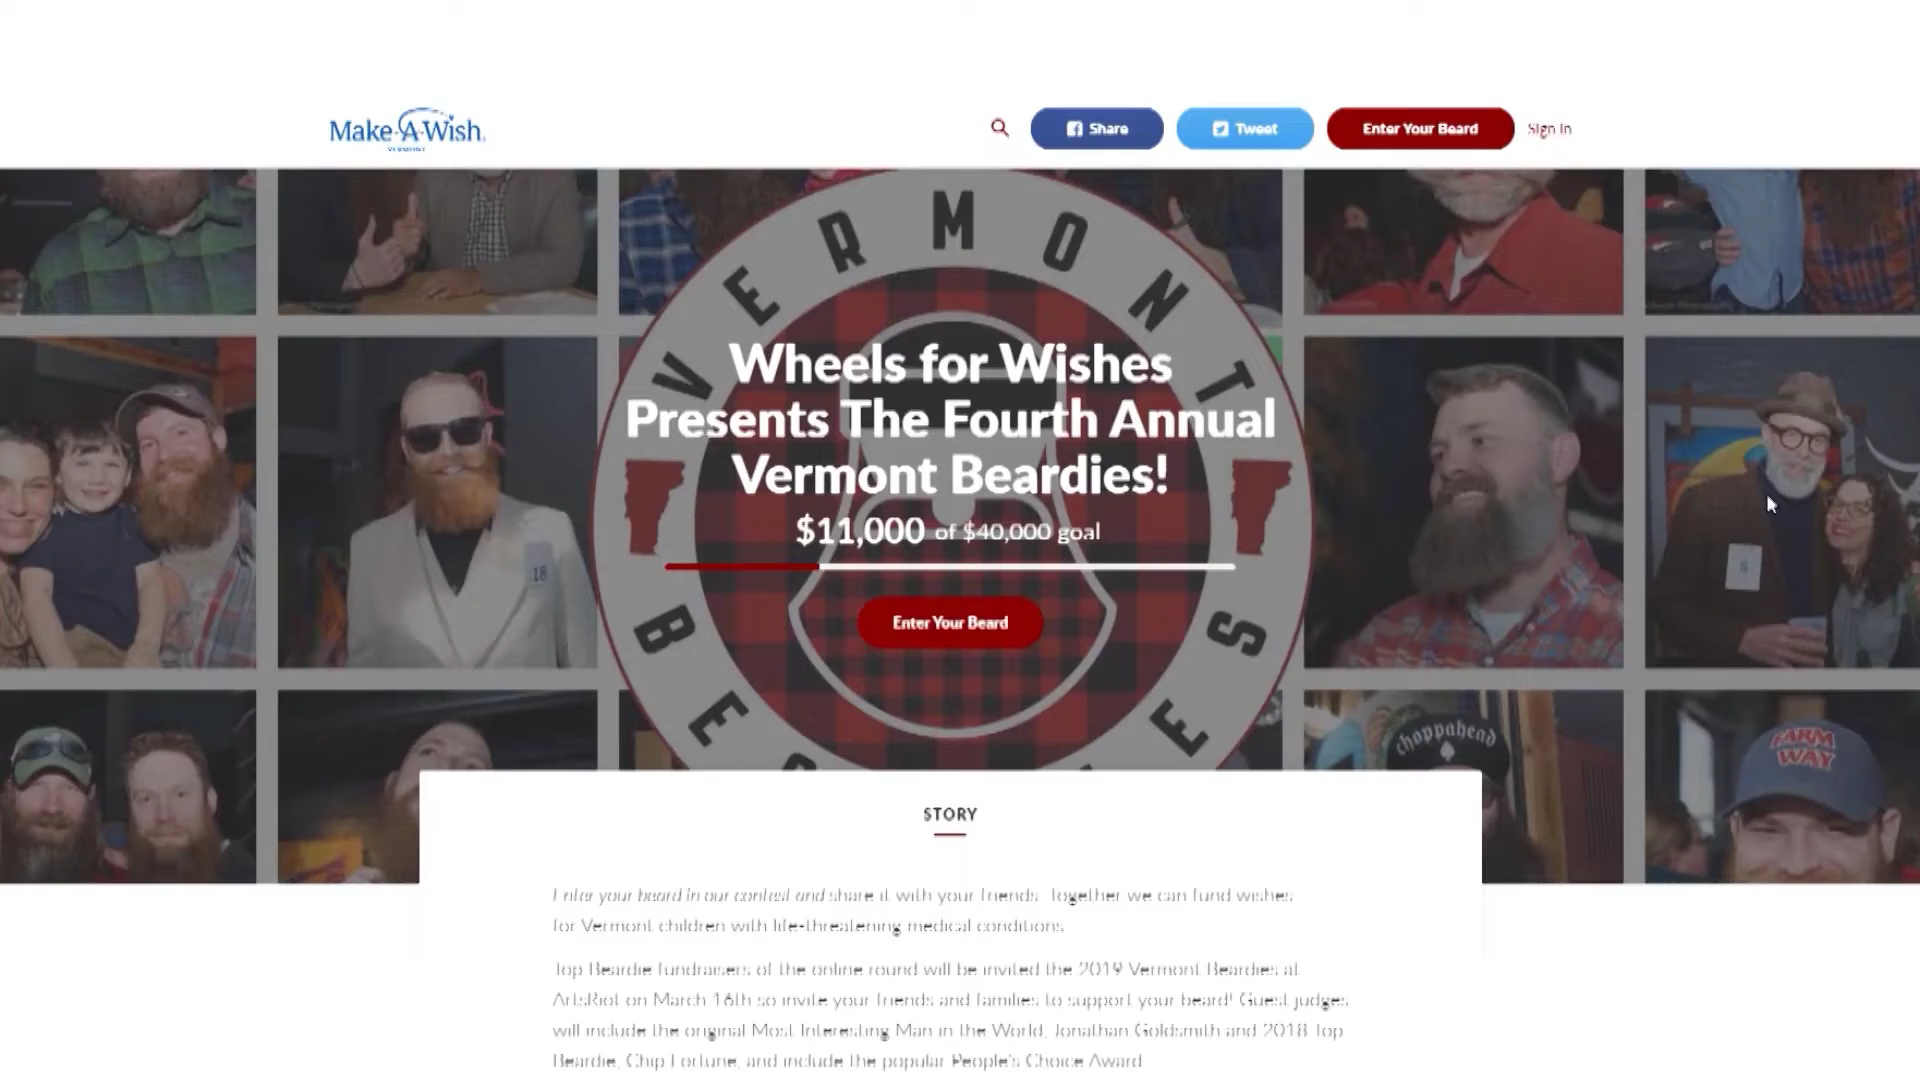 Make-A-Wish®
VERMONT
Share
Tweet
Enter Your Beard
Sign In
VERMONT
BE
ES
Wheels for Wishes
Presents The Fourth Annual
Vermont Beardies!
$11,000 of $40,000 goal
Enter Your Beard
18
choppahead
FARM
WAY
STORY
Enter your beard in our contest and share it with your friends. Together we can fund wishes
for Vermont children with life-threatening medical conditions.
Top Beardie fundraisers of the online round will be invited the 2019 Vermont Beardies at
ArtsRiot on March 16th so invite your friends and families to support your beard! Guest judges
will include the original Most Interesting Man in the World, Jonathan Goldsmith and 2018 Top
Beardie, Chip Fortune, and include the popular People's Choice Award.